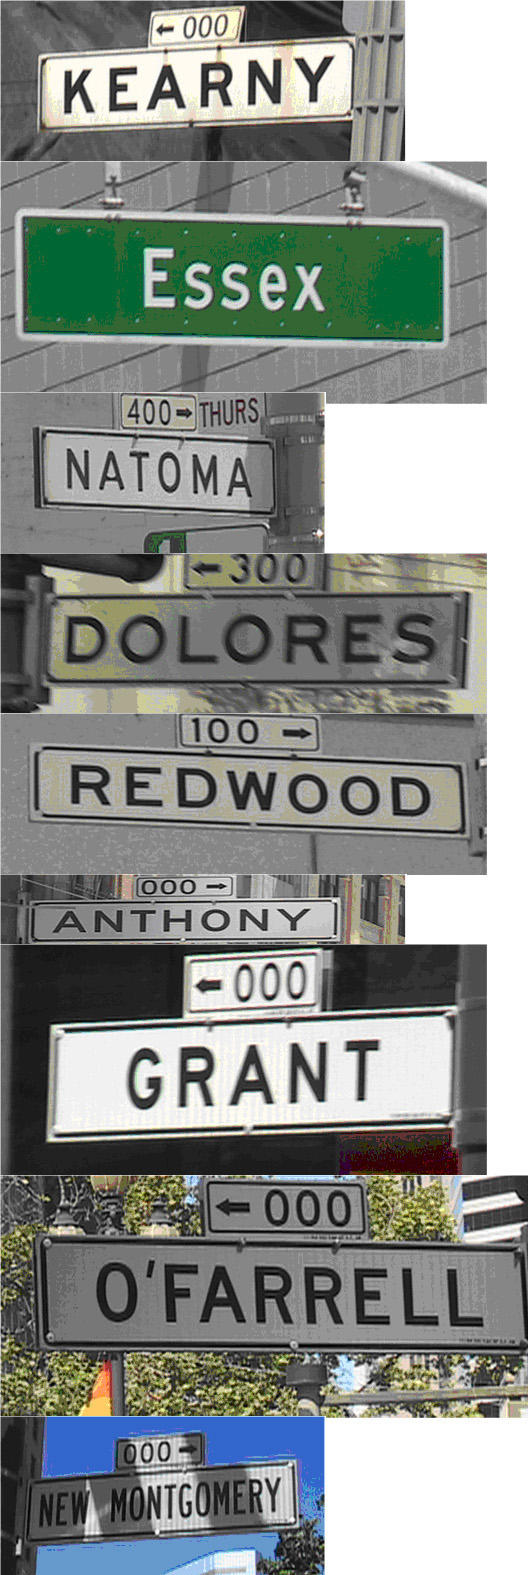 ← 000
KEARNY
Essex
400 → THURS
NATOMA
← 300
DOLORES
100 →
REDWOOD
000 →
ANTHONY
← 000
GRANT
← 000
O'FARRELL
000 →
NEW MONTGOMERY